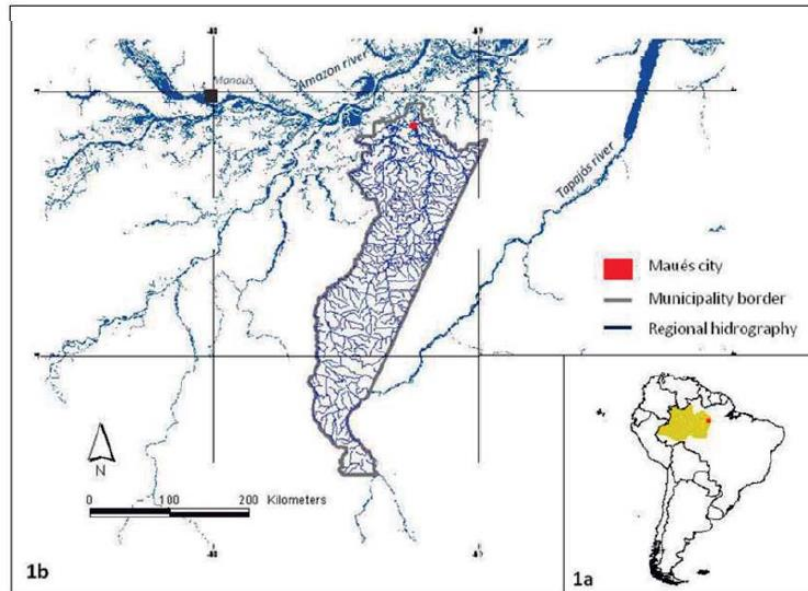 Manaus
Amazon river
Tapajós river
Maués city
Municipality border
Regional hidrography
N
0 100 200 Kilometers
1b
1a